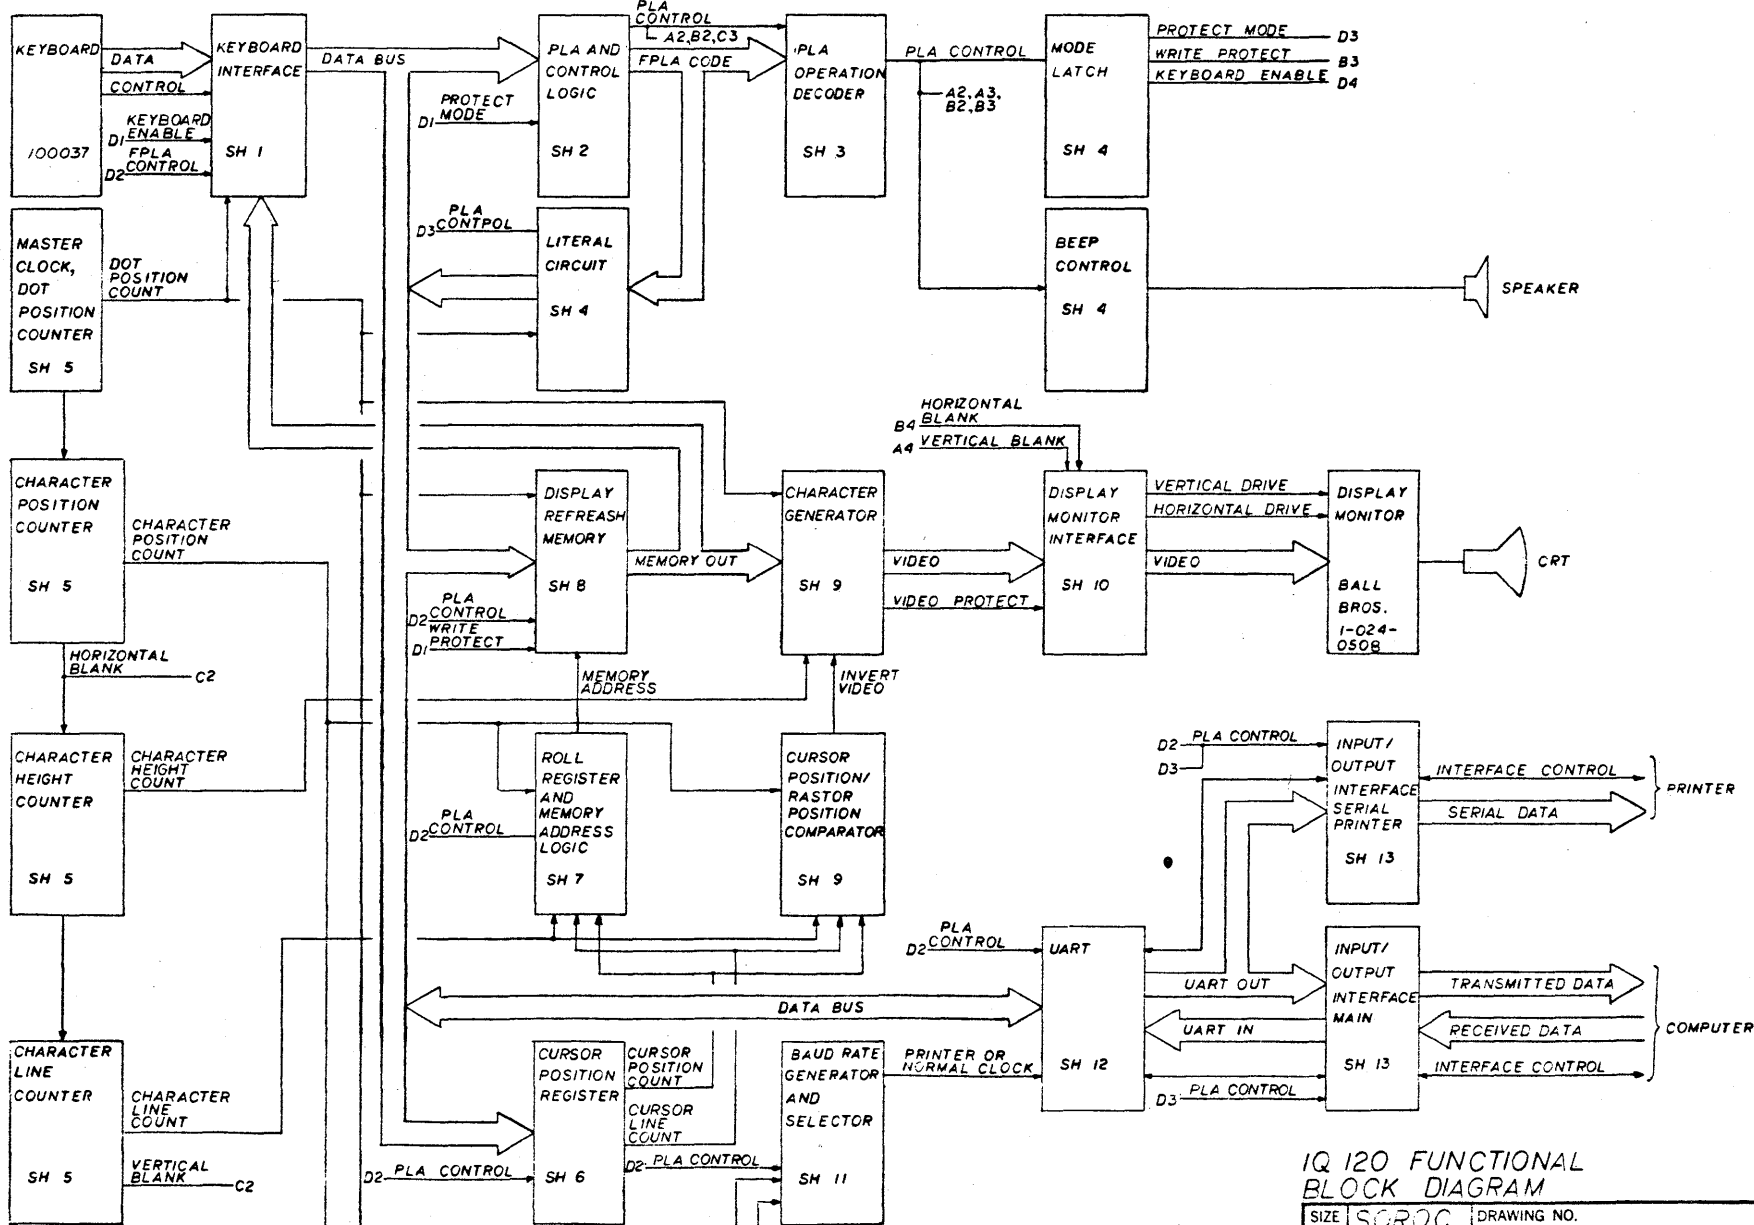 KEYBOARD
100037
DATA
CONTROL
KEYBOARD
ENABLE
D1
FPLA
CONTROL
D2
KEYBOARD
INTERFACE
SH 1
DATA BUS
PLA AND
CONTROL
LOGIC
SH 2
PROTECT
MODE
D1
PLA
CONTROL
A2,B2,C3
FPLA CODE
PLA
OPERATION
DECODER
SH 3
PLA CONTROL
A2,A3,
B2,B3
MODE
LATCH
SH 4
PROTECT MODE
D3
WRITE PROTECT
B3
KEYBOARD ENABLE
D4
MASTER
CLOCK,
DOT
POSITION
COUNTER
SH 5
DOT
POSITION
COUNT
PLA
D3 CONTPOL
LITERAL
CIRCUIT
SH 4
BEEP
CONTROL
SH 4
SPEAKER
CHARACTER
POSITION
COUNTER
SH 5
CHARACTER
POSITION
COUNT
HORIZONTAL
BLANK
C2
DISPLAY
REFREASH
MEMORY
SH 8
PLA
D2 CONTROL
WRITE
D1 PROTECT
MEMORY OUT
CHARACTER
GENERATOR
SH 9
VIDEO
VIDEO PROTECT
HORIZONTAL
B4 BLANK
A4 VERTICAL BLANK
DISPLAY
MONITOR
INTERFACE
SH 10
VERTICAL DRIVE
HORIZONTAL DRIVE
VIDEO
DISPLAY
MONITOR
BALL
BROS.
1-024-
0508
CRT
MEMORY
ADDRESS
INVERT
VIDEO
CHARACTER
HEIGHT
COUNTER
SH 5
CHARACTER
HEIGHT
COUNT
PLA
D2 CONTROL
ROLL
REGISTER
AND
MEMORY
ADDRESS
LOGIC
SH 7
CURSOR
POSITION/
RASTOR
POSITION
COMPARATOR
SH 9
D2 PLA CONTROL
D3
INPUT/
OUTPUT
INTERFACE
SERIAL
PRINTER
SH 13
INTERFACE CONTROL
SERIAL DATA
PRINTER
PLA
D2 CONTROL
UART
SH 12
UART OUT
UART IN
D3 PLA CONTROL
INPUT/
OUTPUT
INTERFACE
MAIN
SH 13
TRANSMITTED DATA
RECEIVED DATA
INTERFACE CONTROL
COMPUTER
DATA BUS
CHARACTER
LINE
COUNTER
SH 5
CHARACTER
LINE
COUNT
VERTICAL
BLANK
C2
D2 PLA CONTROL
CURSOR
POSITION
REGISTER
SH 6
CURSOR
POSITION
COUNT
CURSOR
LINE
COUNT
D2 PLA CONTROL
BAUD RATE
GENERATOR
AND
SELECTOR
SH 11
PRINTER OR
NORMAL CLOCK
IQ 120 FUNCTIONAL
BLOCK DIAGRAM
SIZE SOROC DRAWING NO.